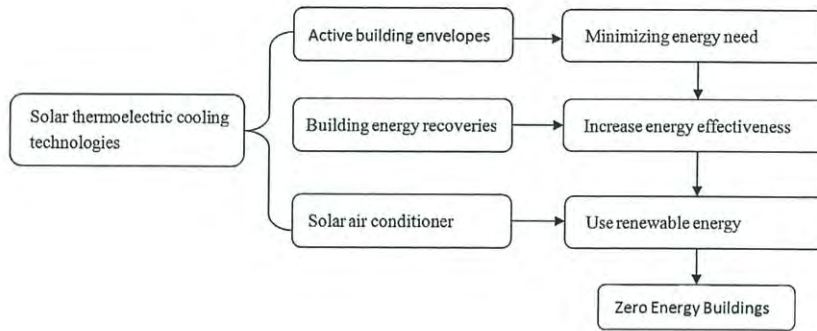 Active building envelopes
Minimizing energy need
Solar thermoelectric cooling
technologies
Building energy recoveries
Increase energy effectiveness
Solar air conditioner
Use renewable energy
Zero Energy Buildings